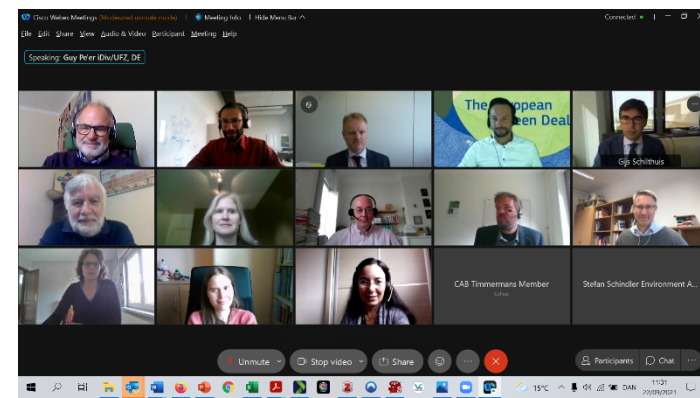 Cisco Webex Meetings (Moderated unmute mode) | Meeting Info | Hide Menu Bar
Connected
File Edit Share View Audio & Video Participant Meeting Help
Speaking: Guy Pe'er iDiv/UFZ, DE
The European
Green Deal
Gijs Schilthuis
CAB Timmermans Member
Stefan Schindler Environment A...
Unmute
Stop video
Share
Participants
Chat
15°C
DAN
11:31
22/09/2021